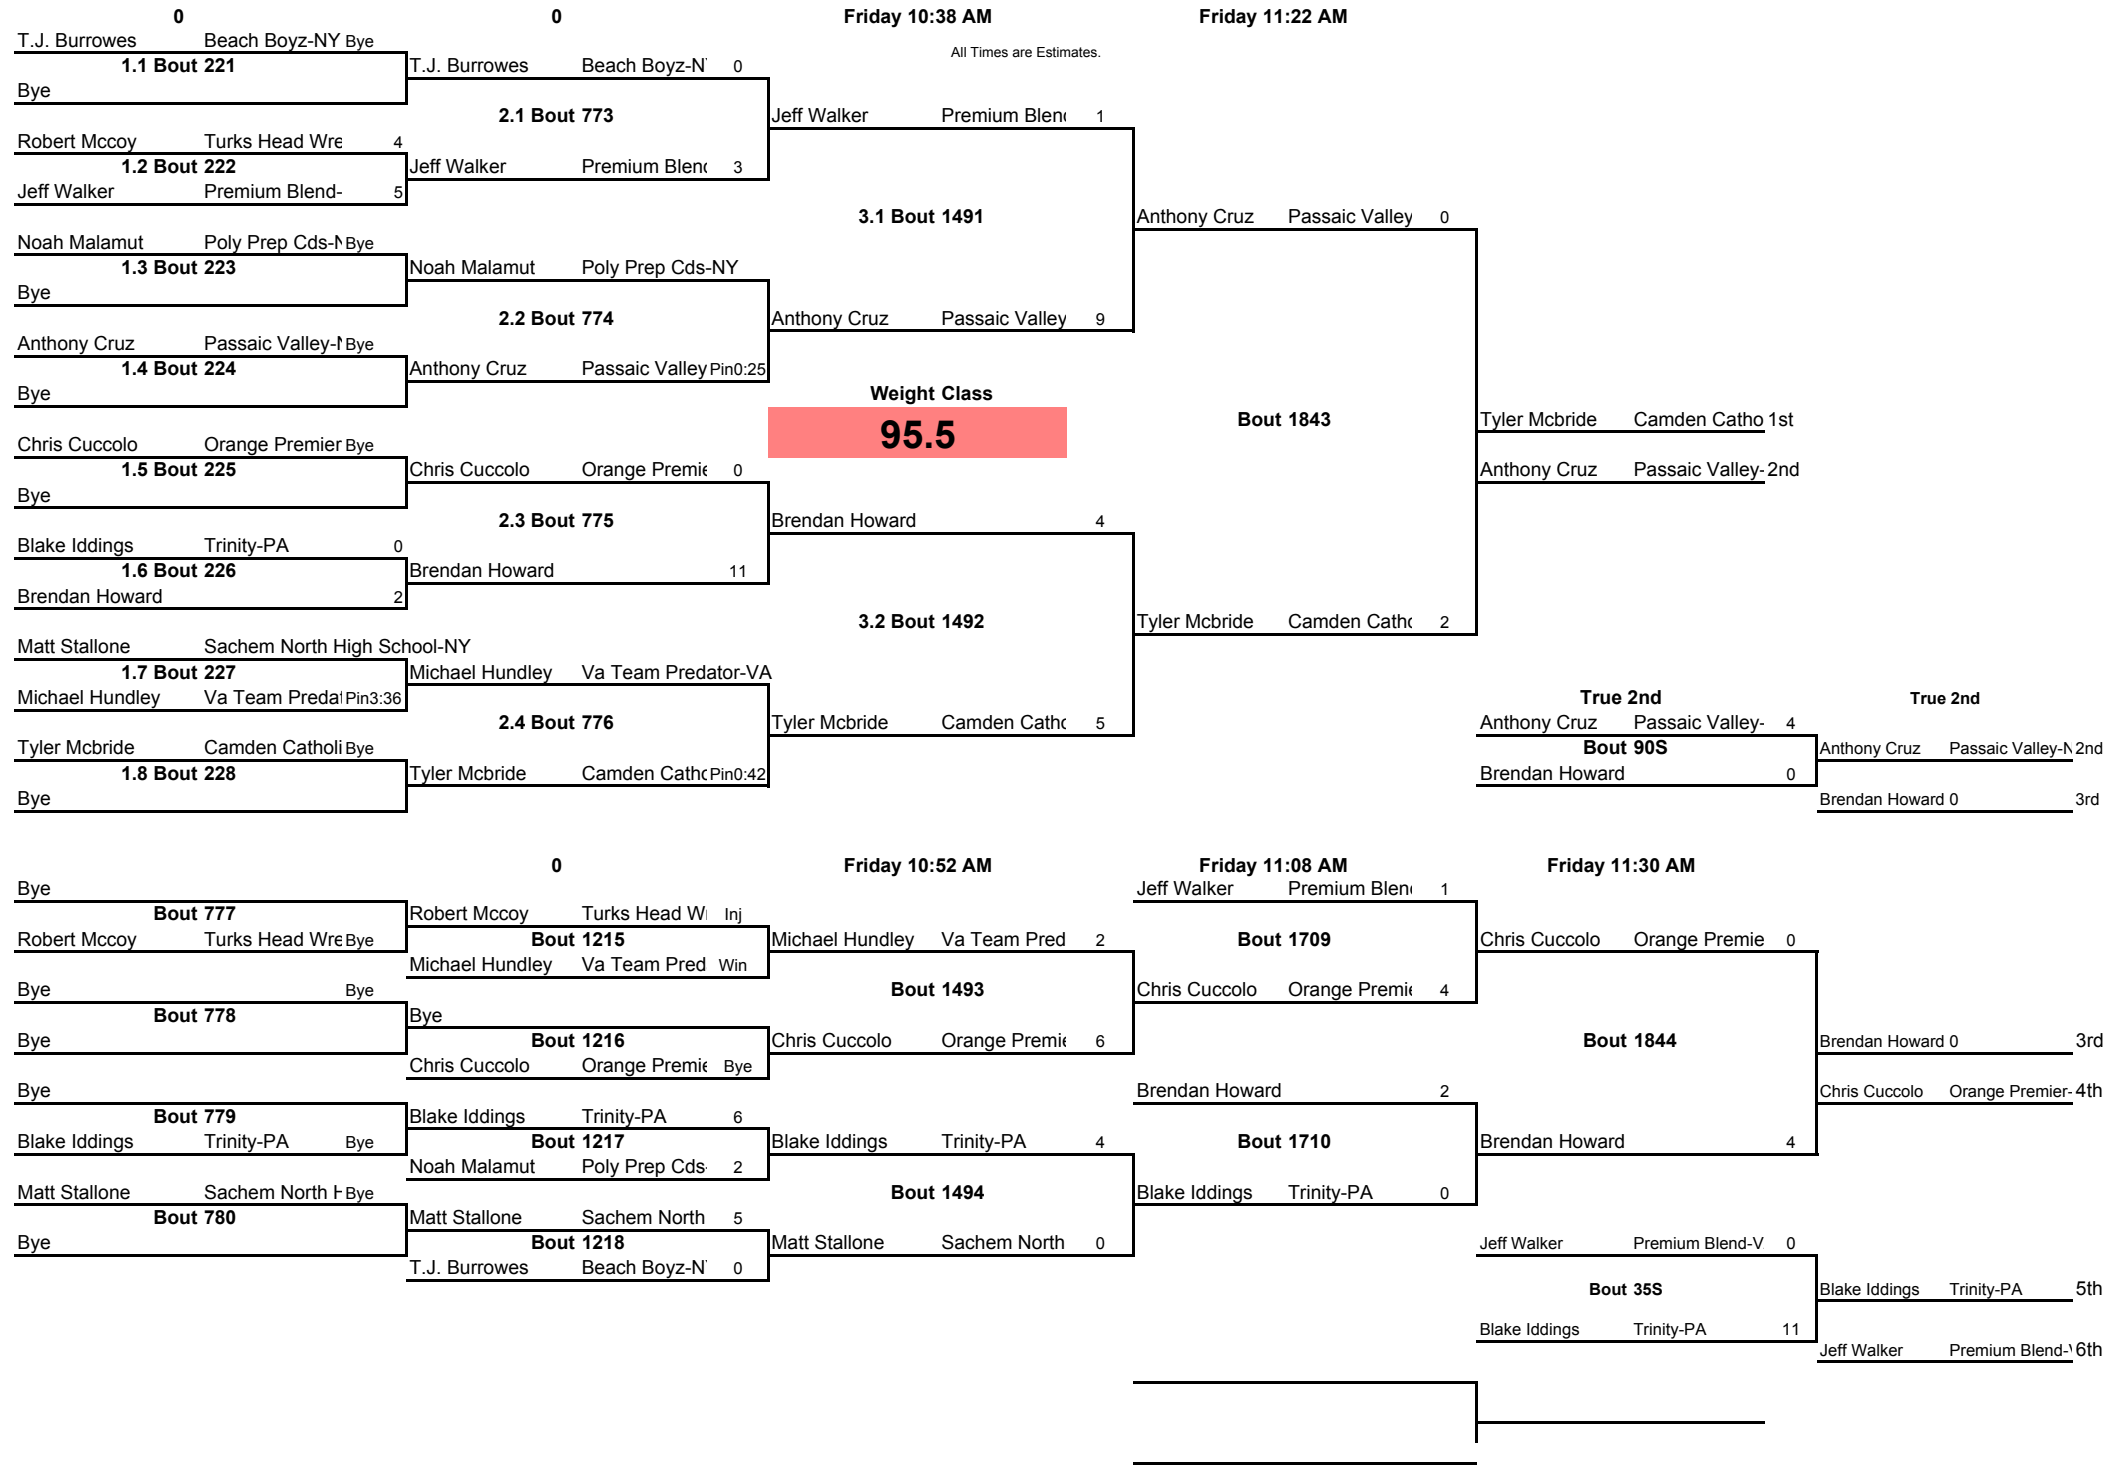 0 0 Friday 10:38 AM Friday 11:22 AM
T.J. Burrowes Beach Boyz-NY Bye
All Times are Estimates.
1.1 Bout 221 T.J. Burrowes Beach Boyz-N 0
Bye
2.1 Bout 773 Jeff Walker Premium Blen 1
Robert Mccoy Turks Head Wre 4
1.2 Bout 222 Jeff Walker Premium Blen 3
Jeff Walker Premium Blend- 5
3.1 Bout 1491 Anthony Cruz Passaic Valley 0
Noah Malamut Poly Prep Cds-N Bye
1.3 Bout 223 Noah Malamut Poly Prep Cds-NY
Bye
2.2 Bout 774 Anthony Cruz Passaic Valley 9
Anthony Cruz Passaic Valley-N Bye
1.4 Bout 224 Anthony Cruz Passaic Valley Pin0:25
Bye Weight Class
95.5 Bout 1843 Tyler Mcbride Camden Catho 1st
Chris Cuccolo Orange Premier Bye
1.5 Bout 225 Chris Cuccolo Orange Premie 0 Anthony Cruz Passaic Valley- 2nd
Bye
2.3 Bout 775 Brendan Howard 4
Blake Iddings Trinity-PA 0
1.6 Bout 226 Brendan Howard 11
Brendan Howard 2
3.2 Bout 1492 Tyler Mcbride Camden Catho 2
Matt Stallone Sachem North High School-NY
1.7 Bout 227 Michael Hundley Va Team Predator-VA
Michael Hundley Va Team Predat Pin3:36 True 2nd True 2nd
2.4 Bout 776 Tyler Mcbride Camden Catho 5 Anthony Cruz Passaic Valley- 4
Tyler Mcbride Camden Catholi Bye Bout 90S Anthony Cruz Passaic Valley-N 2nd
1.8 Bout 228 Tyler Mcbride Camden Catho Pin0:42 Brendan Howard 0
Bye Brendan Howard 0 3rd
0 Friday 10:52 AM Friday 11:08 AM Friday 11:30 AM
Bye Jeff Walker Premium Blen 1
Bout 777 Robert Mccoy Turks Head W Inj
Robert Mccoy Turks Head Wre Bye Bout 1215 Michael Hundley Va Team Pred 2 Bout 1709 Chris Cuccolo Orange Premie 0
Michael Hundley Va Team Pred Win
Bye Bye Bout 1493 Chris Cuccolo Orange Premie 4
Bout 778 Bye
Bye Bout 1216 Chris Cuccolo Orange Premie 6 Bout 1844 Brendan Howard 0 3rd
Chris Cuccolo Orange Premie Bye
Bye Brendan Howard 2 Chris Cuccolo Orange Premier- 4th
Bout 779 Blake Iddings Trinity-PA 6
Blake Iddings Trinity-PA Bye Bout 1217 Blake Iddings Trinity-PA 4 Bout 1710 Brendan Howard 4
Noah Malamut Poly Prep Cds- 2
Matt Stallone Sachem North H Bye Bout 1494 Blake Iddings Trinity-PA 0
Bout 780 Matt Stallone Sachem North 5
Bye Bout 1218 Matt Stallone Sachem North 0 Jeff Walker Premium Blend-V 0
T.J. Burrowes Beach Boyz-N 0
Bout 35S Blake Iddings Trinity-PA 5th
Blake Iddings Trinity-PA 11
Jeff Walker Premium Blend-V 6th